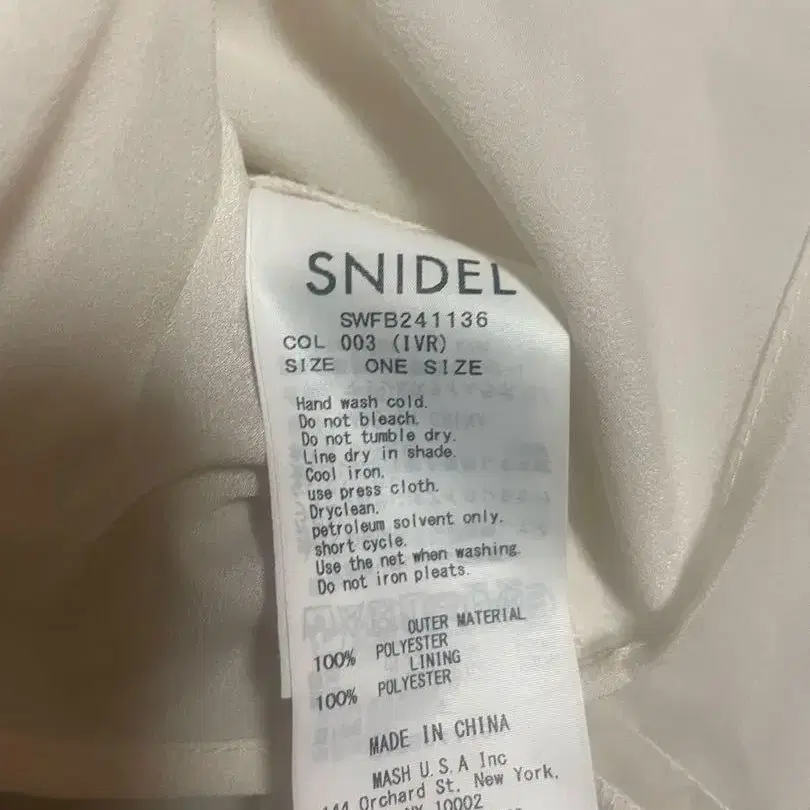 SNIDEL
SWFB241136
COL 003 (IVR)
SIZE ONE SIZE
Hand wash cold.
Do not bleach.
Do not tumble dry.
Line dry in shade.
Cool iron.
use press cloth.
Dryclean.
petroleum solvent only.
short cycle.
Use the net when washing.
Do not iron pleats.
OUTER MATERIAL
100% POLYESTER
LINING
100% POLYESTER
MADE IN CHINA
MASH U.S.A Inc
Orchard St. New York,
NY 10002